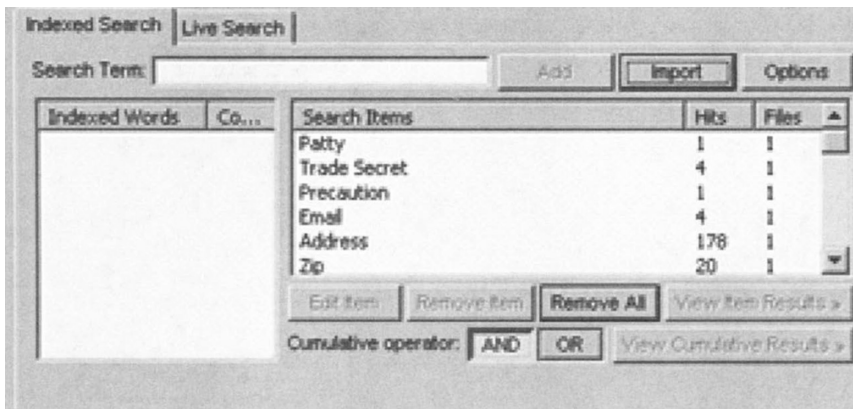 Indexed Search Live Search
Search Term: Add Import Options
Indexed Words Co... Search Items Hits Files
Patty 1 1
Trade Secret 4 1
Precaution 1 1
Email 4 1
Address 178 1
Zip 20 1
Edit Item Remove Item Remove All View Item Results »
Cumulative operator: AND OR View Cumulative Results »